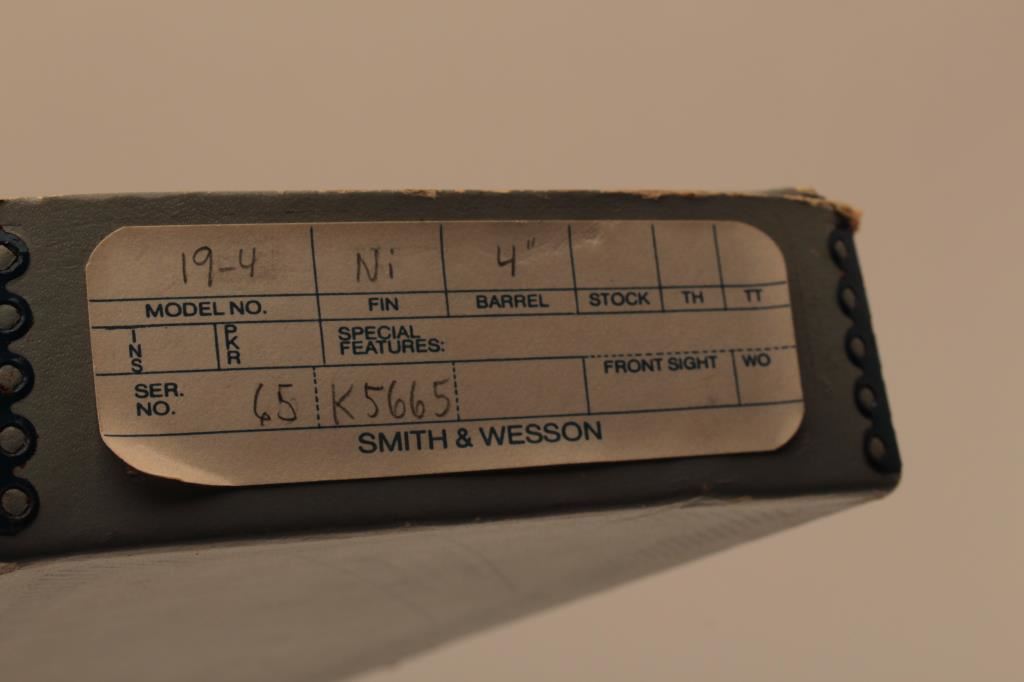 19-4 Ni 4"
MODEL NO. FIN BARREL STOCK TH TT
INS PKR SPECIAL
FEATURES:
FRONT SIGHT WO
SER.
NO. 65 K5665
SMITH & WESSON